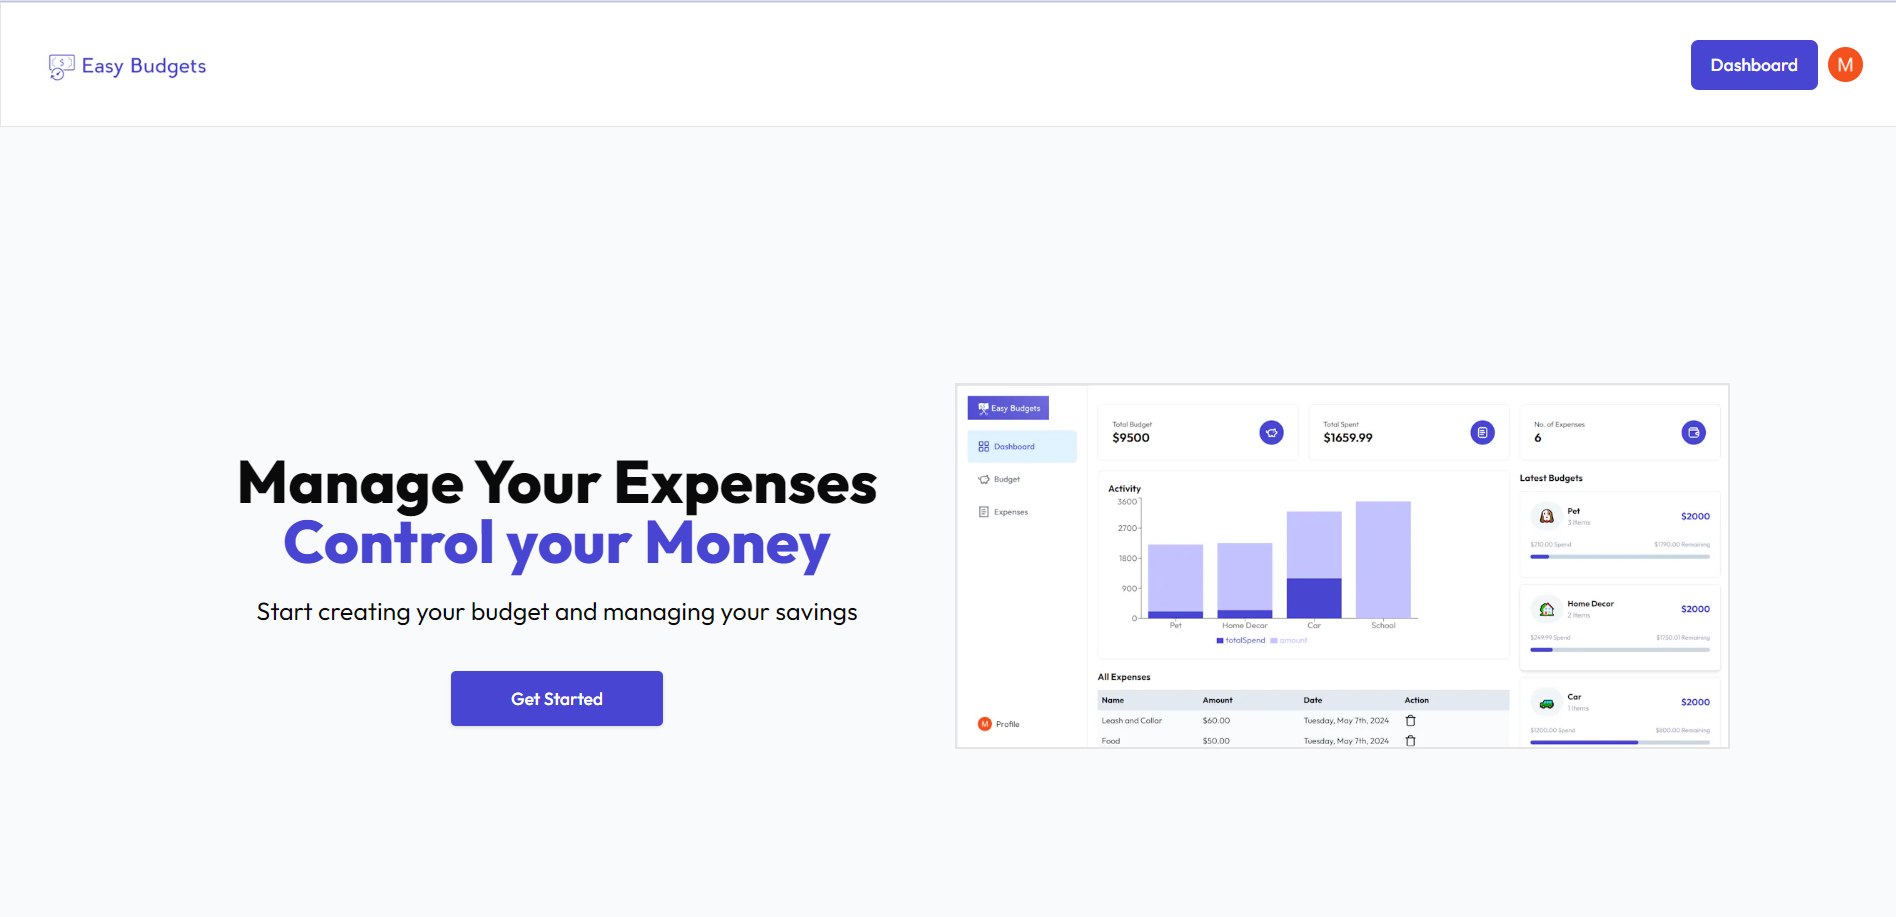 Easy Budgets
Dashboard
M
Manage Your Expenses
Control your Money
Start creating your budget and managing your savings
Get Started
Easy Budgets
Dashboard
Budget
Expenses
M Profile
Total Budget
$9500
Total Spent
$1659.99
No. of Expenses
6
Activity
3600
2700
1800
900
0
Pet Home Decor Car School
totalSpend amount
Latest Budgets
Pet
3 Items
$2000
$210.00 Spend $1790.00 Remaining
Home Decor
2 Items
$2000
$249.99 Spend $1750.01 Remaining
Car
1 Items
$2000
$1200.00 Spend $800.00 Remaining
All Expenses
Name Amount Date Action
Leash and Collar $60.00 Tuesday, May 7th, 2024
Food $50.00 Tuesday, May 7th, 2024